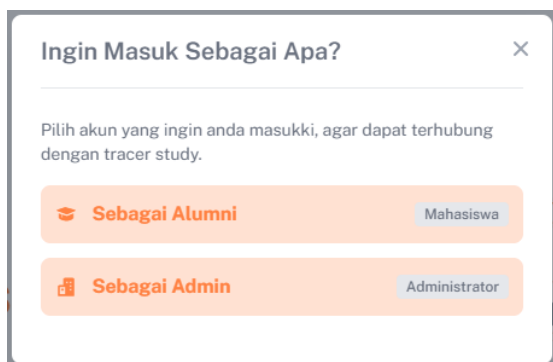 Ingin Masuk Sebagai Apa?
Pilih akun yang ingin anda masukki, agar dapat terhubung
dengan tracer study.
Sebagai Alumni
Mahasiswa
Sebagai Admin
Administrator